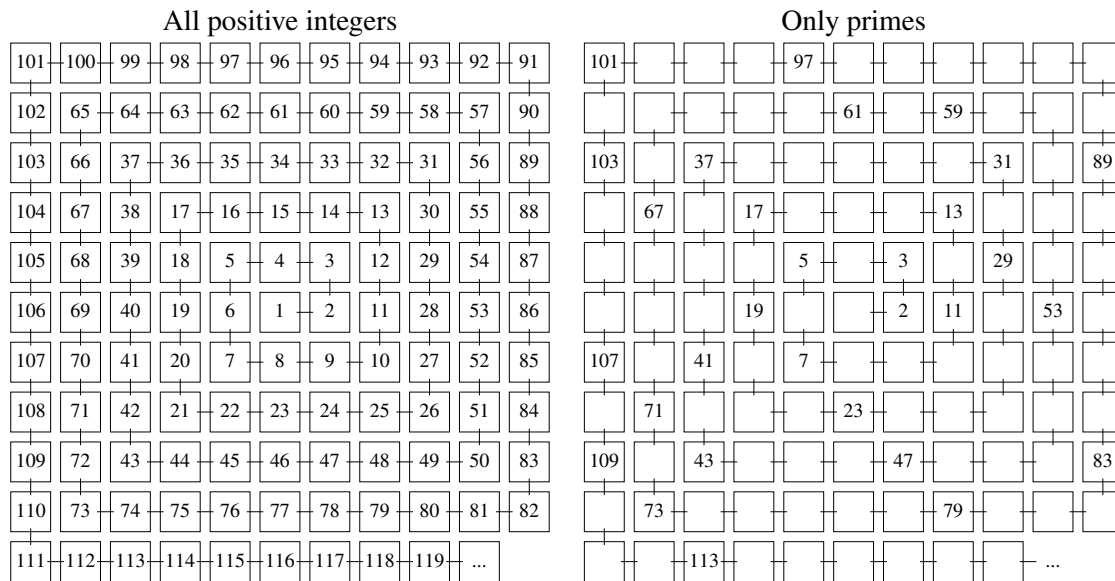 All positive integers Only primes
101 100 99 98 97 96 95 94 93 92 91 101 97
102 65 64 63 62 61 60 59 58 57 90 61 59
103 66 37 36 35 34 33 32 31 56 89 103 37 31 89
104 67 38 17 16 15 14 13 30 55 88 67 17 13
105 68 39 18 5 4 3 12 29 54 87 5 3 29
106 69 40 19 6 1 2 11 28 53 86 19 2 11 53
107 70 41 20 7 8 9 10 27 52 85 107 41 7
108 71 42 21 22 23 24 25 26 51 84 71 23
109 72 43 44 45 46 47 48 49 50 83 109 43 47 83
110 73 74 75 76 77 78 79 80 81 82 73 79
111 112 113 114 115 116 117 118 119 ... 113 ...